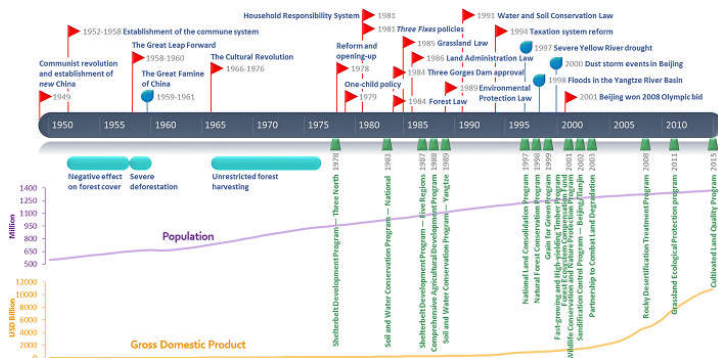 Household Responsibility System
1981
1991
Water and Soil Conservation Law
1952-1958 Establishment of the commune system
1981 Three Fixes policies
1994 Taxation system reform
The Great Leap Forward
1958-1960
Reform and
opening-up
1978
1985 Grassland Law
1997 Severe Yellow River drought
Communist revolution
and establishment of
new China
1949
The Cultural Revolution
1966-1976
1986 Land Administration Law
2000 Dust storm events in Beijing
The Great Famine
of China
1959-1961
1984 Three Gorges Dam approval
1998 Floods in the Yangtze River Basin
One-child policy
1979
1989 Environmental
Protection Law
1984 Forest Law
2001 Beijing won 2008 Olympic bid
1950
1955
1960
1965
1970
1975
1980
1985
1990
1995
2000
2005
2010
Negative effect
on forest cover
Severe
deforestation
Unrestricted forest
harvesting
1978 Shelterbelt Development Program — Three North
1983 Soil and Water Conservation Program — National
1987 Shelterbelt Development Program — Five Regions
1988 Comprehensive Agricultural Development Program
1989 Soil and Water Conservation Program — Yangtze
1997 National Land Consolidation Program
1998 Natural Forest Conservation Program
1999 Grain for Green Program
Fast-growing and High-yielding Timber Program
Forest Ecosystem Compensation Fund
2001 Wildlife Conservation and Nature Protection Program
2002 Sandification Control Program — Beijing/Tianjin
2003 Partnership to Combat Land Degradation
2008 Rocky Desertification Treatment Program
2011 Grassland Ecological Protection program
2015 Cultivated Land Quality Program
Million
1400
1250
1100
950
800
650
500
Population
USD Billion
12000
10000
8000
6000
4000
2000
0
Gross Domestic Product